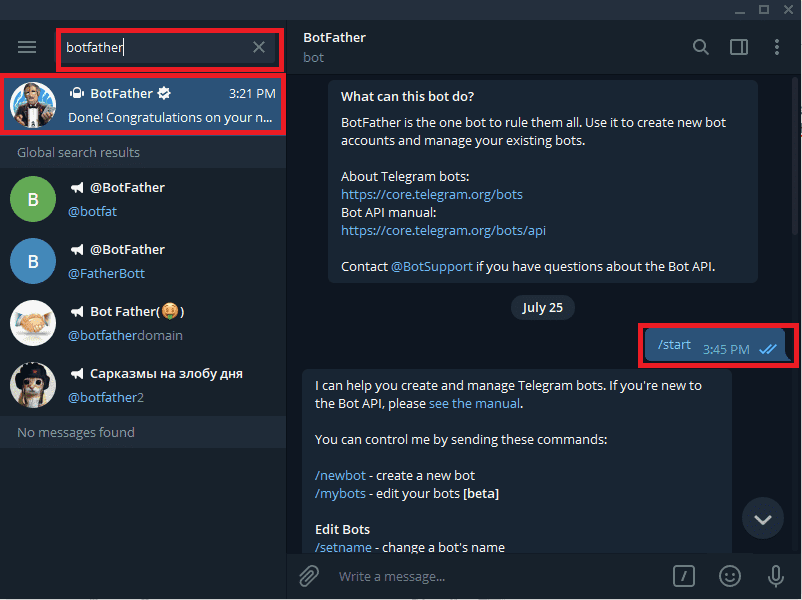 botfather
BotFather 3:21 PM
Done! Congratulations on your n...
Global search results
B
@BotFather
@botfat
B
@BotFather
@FatherBott
Bot Father(🤑)
@botfatherdomain
Сарказмы на злобу дня
@botfather2
No messages found
BotFather
bot
What can this bot do?
BotFather is the one bot to rule them all. Use it to create new bot
accounts and manage your existing bots.
About Telegram bots:
https://core.telegram.org/bots
Bot API manual:
https://core.telegram.org/bots/api
Contact @BotSupport if you have questions about the Bot API.
July 25
/start 3:45 PM
I can help you create and manage Telegram bots. If you're new to
the Bot API, please see the manual.
You can control me by sending these commands:
/newbot - create a new bot
/mybots - edit your bots [beta]
Edit Bots
/setname - change a bot's name
Write a message...